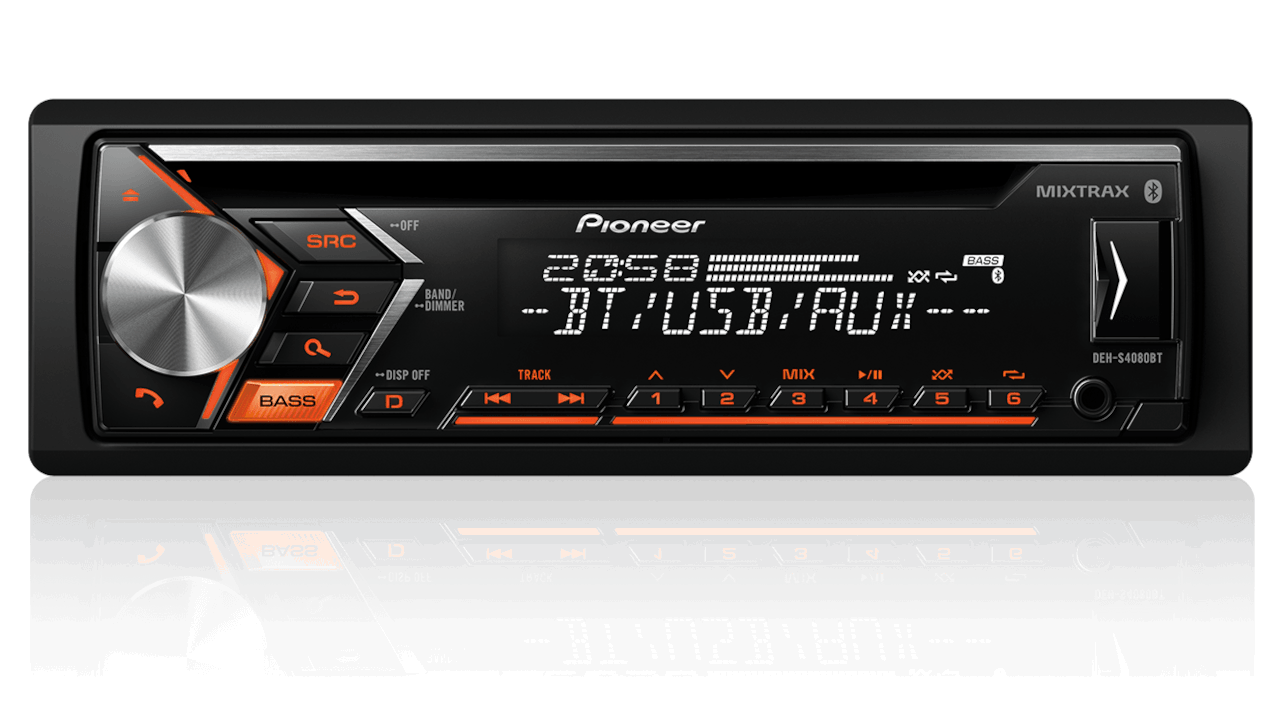 MIXTRAX
SRC
OFF
Pioneer
20:58
BASS
BAND/
DIMMER
--BT/USB/AUX-- --
DEH-S4080BT
DISP OFF
TRACK
MIX
BASS
D
1 2 3 4 5 6